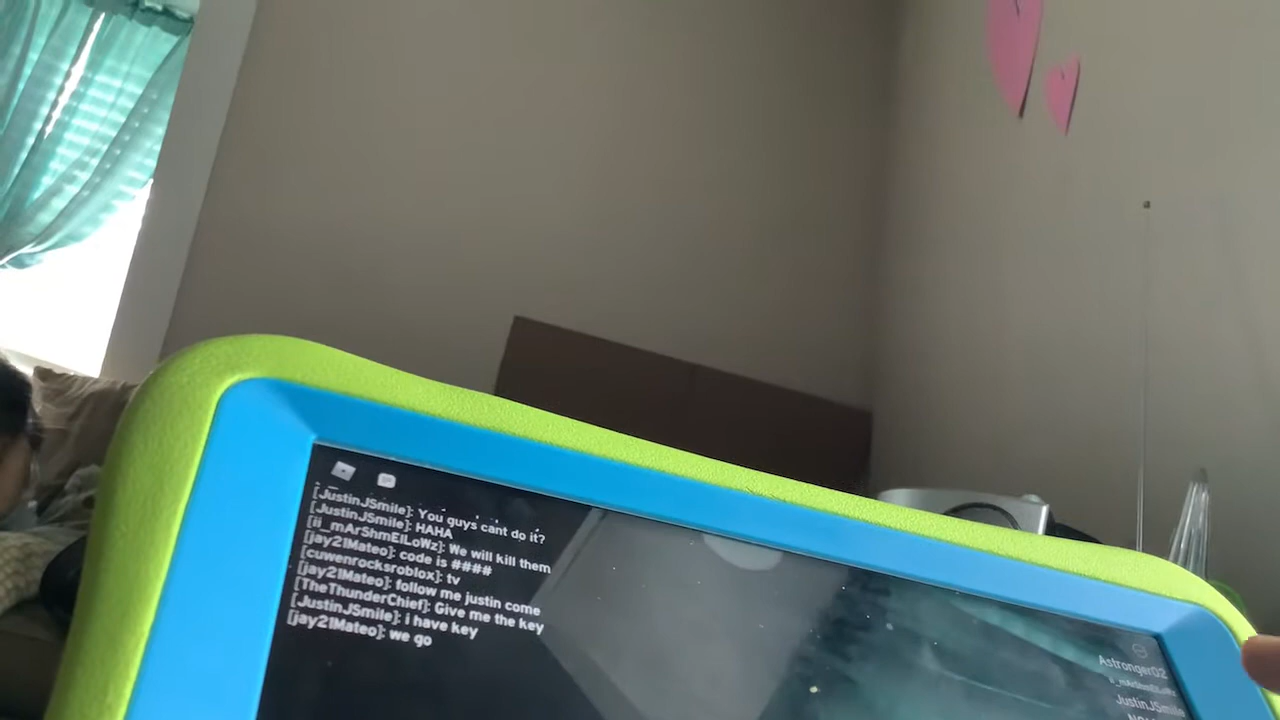 [JustinJSmile]: You guys cant do it?
[JustinJSmile]: HAHA
[ii_mArShmElLoWz]: We will kill them
[jay21Mateo]: code is ####
[cuwenrocksroblox]: tv
[jay21Mateo]: follow me justin come
[TheThunderChief]: Give me the key
[JustinJSmile]: i have key
[jay21Mateo]: we go
Astronger02
JustinJSmile